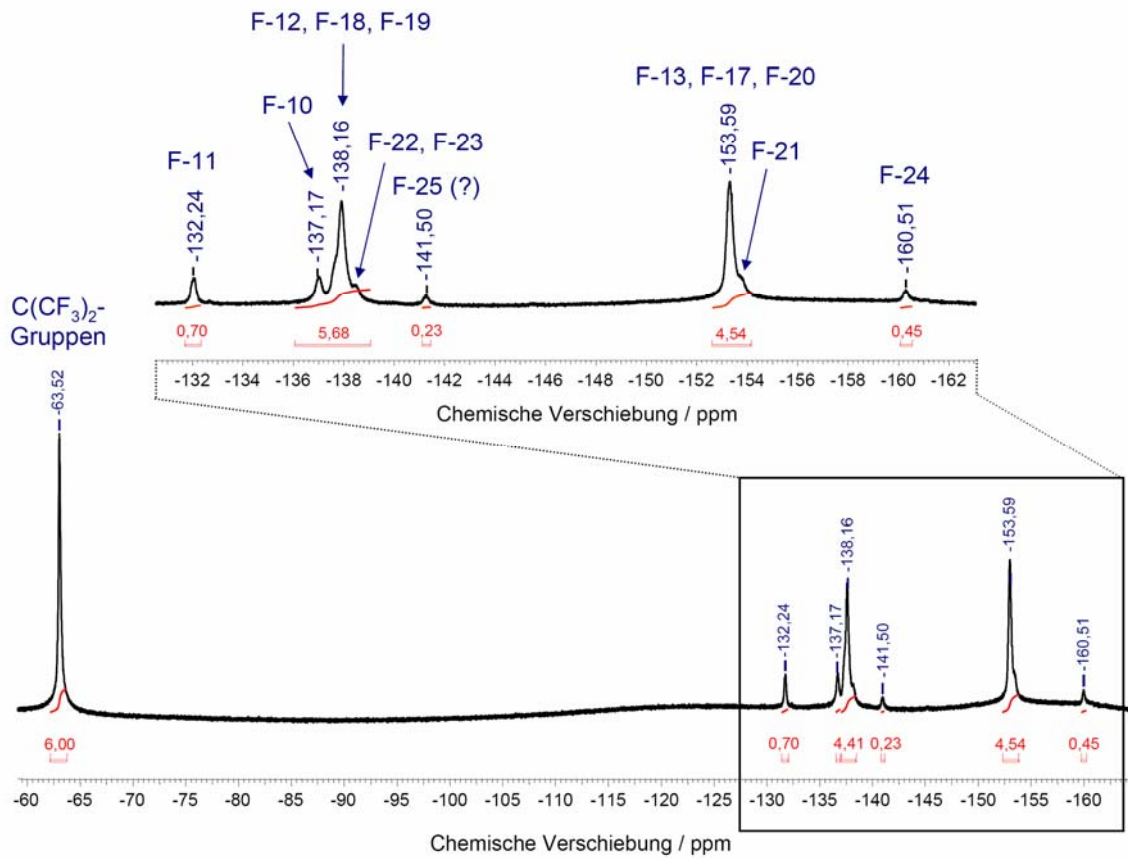 F-12, F-18, F-19
F-13, F-17, F-20
F-10
F-22, F-23
F-21
F-11
F-25 (?)
F-24
-132,24
-137,17
-138,16
-141,50
-153,59
-160,51
0,70
5,68
0,23
4,54
0,45
-132 -134 -136 -138 -140 -142 -144 -146 -148 -150 -152 -154 -156 -158 -160 -162
Chemische Verschiebung / ppm
C(CF3)2-
Gruppen
-63,52
-132,24
-137,17
-138,16
-141,50
-153,59
-160,51
6,00
0,70
4,41
0,23
4,54
0,45
-60 -65 -70 -75 -80 -85 -90 -95 -100 -105 -110 -115 -120 -125 -130 -135 -140 -145 -150 -155 -160
Chemische Verschiebung / ppm